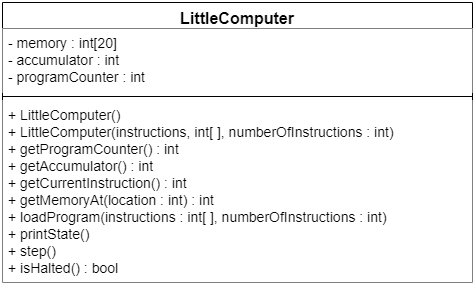 LittleComputer
- memory : int[20]
- accumulator : int
- programCounter : int
+ LittleComputer()
+ LittleComputer(instructions, int[ ], numberOfInstructions : int)
+ getProgramCounter() : int
+ getAccumulator() : int
+ getCurrentInstruction() : int
+ getMemoryAt(location : int) : int
+ loadProgram(instructions : int[ ], numberOfInstructions : int)
+ printState()
+ step()
+ isHalted() : bool